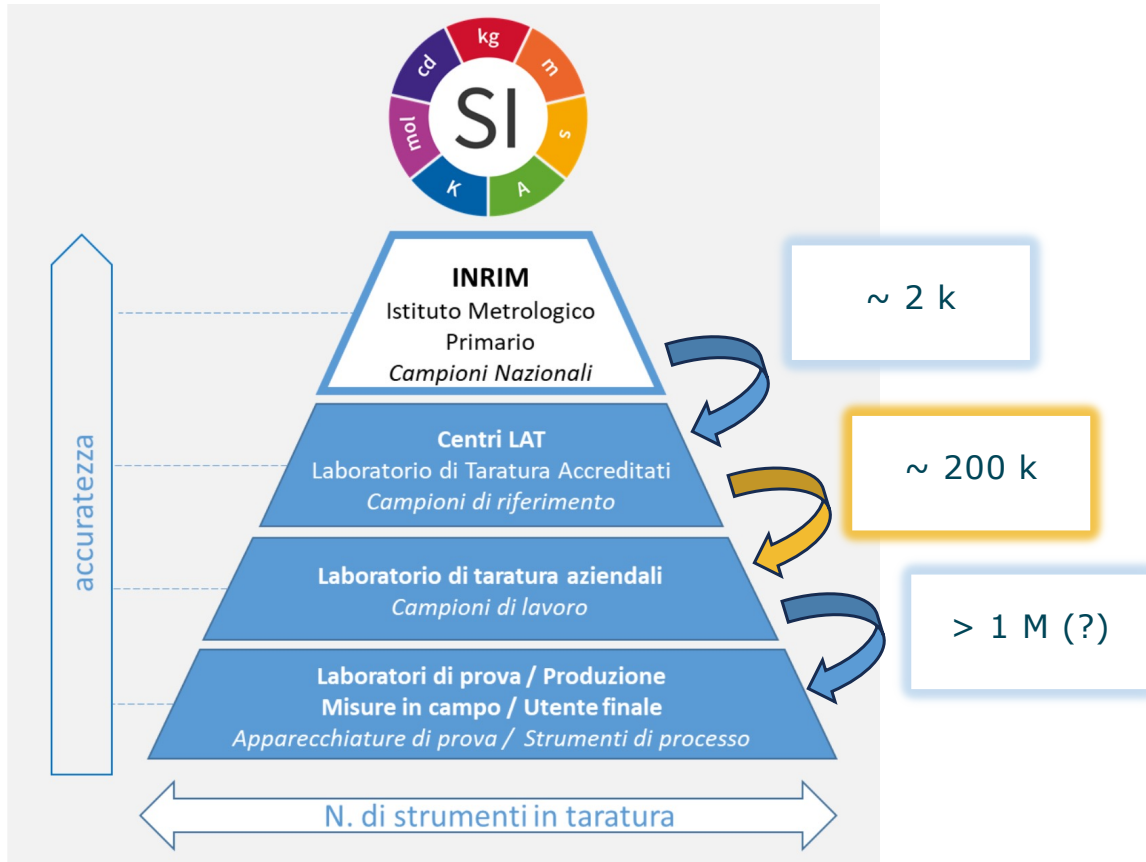 kg
m
s
A
K
mol
cd
SI
INRIM
Istituto Metrologico
Primario
Campioni Nazionali
~ 2 k
Centri LAT
Laboratorio di Taratura Accreditati
Campioni di riferimento
~ 200 k
Laboratorio di taratura aziendali
Campioni di lavoro
> 1 M (?)
Laboratori di prova / Produzione
Misure in campo / Utente finale
Apparecchiature di prova / Strumenti di processo
accuratezza
N. di strumenti in taratura